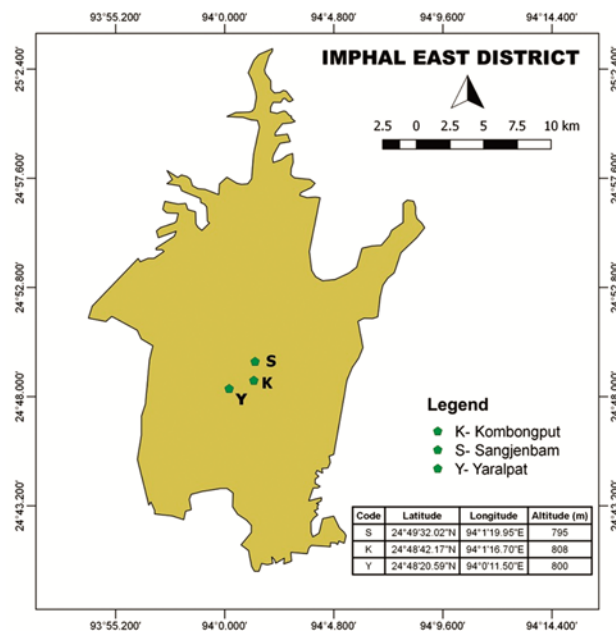 93°55.200' 94°0.000' 94°4.800' 94°9.600' 94°14.400'
IMPHAL EAST DISTRICT
2.5 0 2.5 5 7.5 10 km
25°2.400' 25°2.400'
24°57.600' 24°57.600'
24°52.800' 24°52.800'
S
K
Y
24°48.000' 24°48.000'
Legend
K- Kombongput
S- Sangjenbam
Y- Yaralpat
24°43.200' 24°43.200'
Code Latitude Longitude Altitude (m)
S 24°49'32.02"N 94°1'19.95"E 795
K 24°48'42.17"N 94°1'16.70"E 808
Y 24°48'20.59"N 94°0'11.50"E 800
93°55.200' 94°0.000' 94°4.800' 94°9.600' 94°14.400'